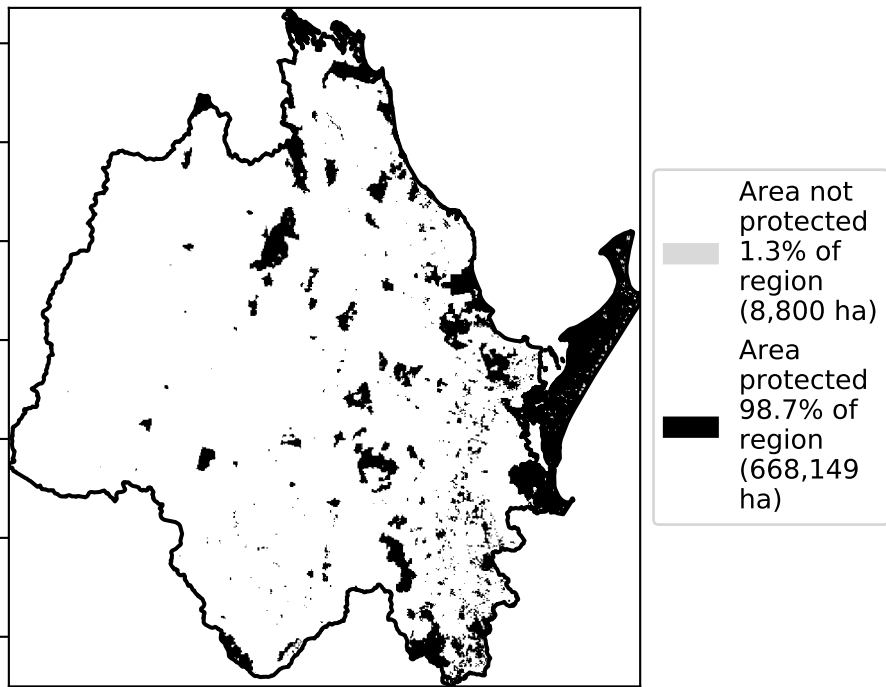 Area not
protected
1.3% of
region
(8,800 ha)
Area
protected
98.7% of
region
(668,149
ha)